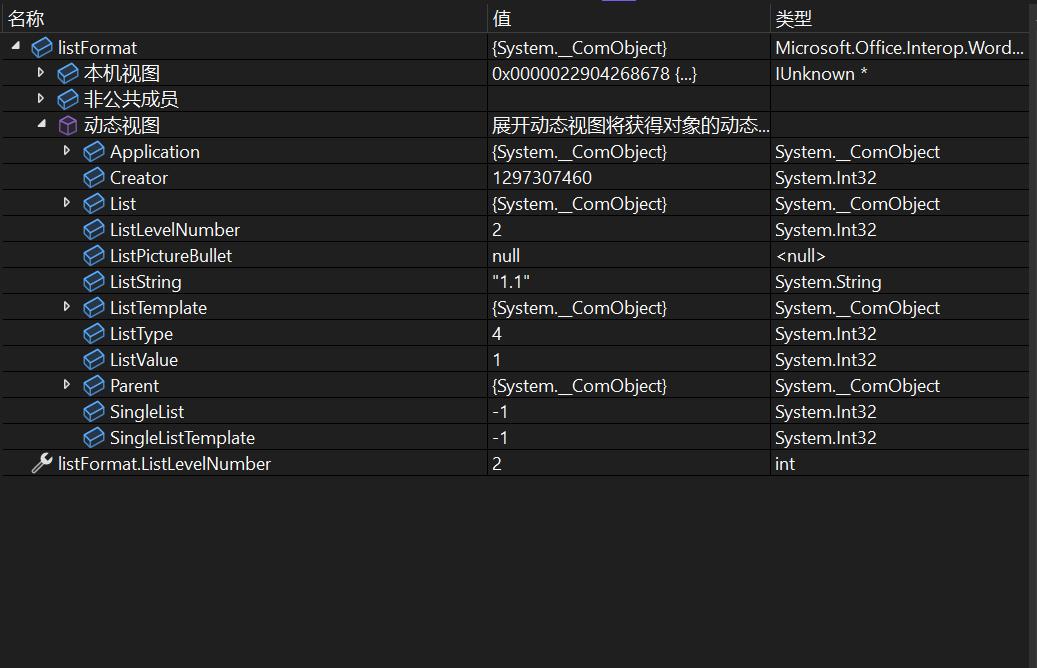 名称 值 类型
listFormat {System.__ComObject} Microsoft.Office.Interop.Word...
本机视图 0x0000022904268678 {...} IUnknown *
非公共成员
动态视图 展开动态视图将获得对象的动态...
Application {System.__ComObject} System.__ComObject
Creator 1297307460 System.Int32
List {System.__ComObject} System.__ComObject
ListLevelNumber 2 System.Int32
ListPictureBullet null <null>
ListString "1.1" System.String
ListTemplate {System.__ComObject} System.__ComObject
ListType 4 System.Int32
ListValue 1 System.Int32
Parent {System.__ComObject} System.__ComObject
SingleList -1 System.Int32
SingleListTemplate -1 System.Int32
listFormat.ListLevelNumber 2 int